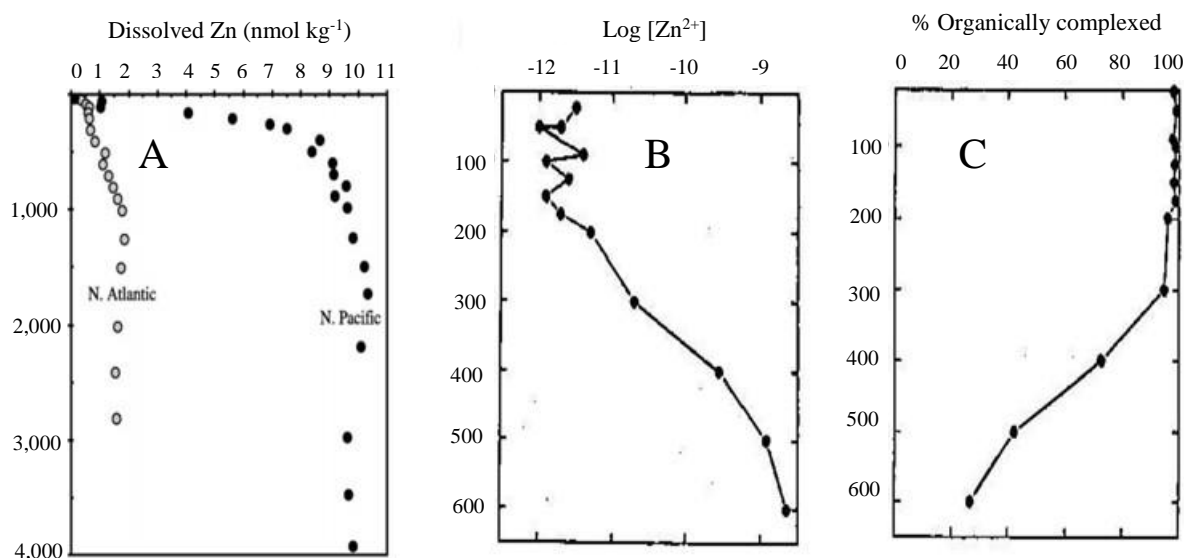 Dissolved Zn (nmol kg⁻¹)
0 1 2 3 4 5 6 7 8 9 10 11
A
1,000
N. Atlantic
N. Pacific
2,000
3,000
4,000
Log [Zn²⁺]
-12 -11 -10 -9
B
100
200
300
400
500
600
% Organically complexed
0 20 40 60 80 100
C
100
200
300
400
500
600